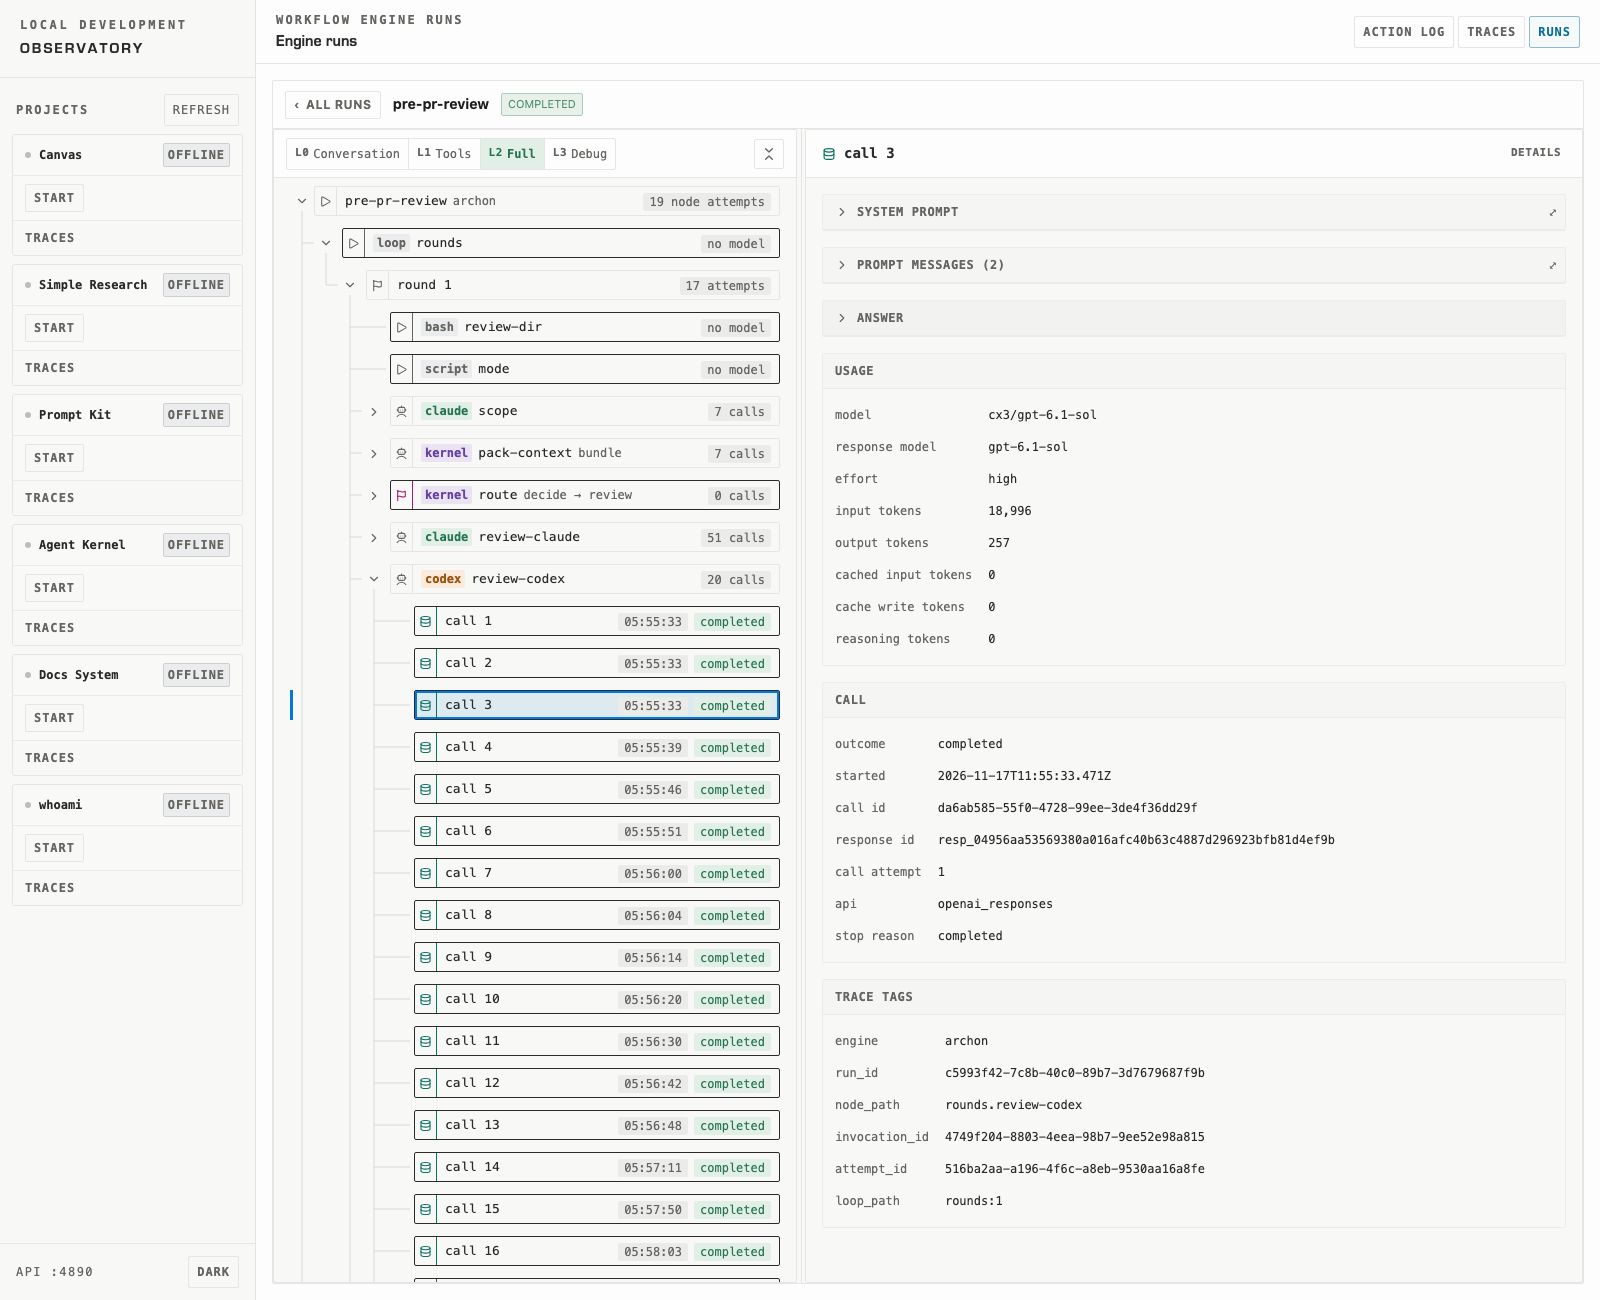 LOCAL DEVELOPMENT
OBSERVATORY
PROJECTS
REFRESH
Canvas
OFFLINE
START
TRACES
Simple Research
OFFLINE
START
TRACES
Prompt Kit
OFFLINE
START
TRACES
Agent Kernel
OFFLINE
START
TRACES
Docs System
OFFLINE
START
TRACES
whoami
OFFLINE
START
TRACES
API :4890
DARK
WORKFLOW ENGINE RUNS
Engine runs
ACTION LOG
TRACES
RUNS
‹ ALL RUNS
pre-pr-review
COMPLETED
L0 Conversation
L1 Tools
L2 Full
L3 Debug
pre-pr-review archon 19 node attempts
loop rounds no model
round 1 17 attempts
bash review-dir no model
script mode no model
claude scope 7 calls
kernel pack-context bundle 7 calls
kernel route decide → review 0 calls
claude review-claude 51 calls
codex review-codex 20 calls
call 1 05:55:33 completed
call 2 05:55:33 completed
call 3 05:55:33 completed
call 4 05:55:39 completed
call 5 05:55:46 completed
call 6 05:55:51 completed
call 7 05:56:00 completed
call 8 05:56:04 completed
call 9 05:56:14 completed
call 10 05:56:20 completed
call 11 05:56:30 completed
call 12 05:56:42 completed
call 13 05:56:48 completed
call 14 05:57:11 completed
call 15 05:57:50 completed
call 16 05:58:03 completed
call 3
DETAILS
SYSTEM PROMPT
PROMPT MESSAGES (2)
ANSWER
USAGE
model cx3/gpt-6.1-sol
response model gpt-6.1-sol
effort high
input tokens 18,996
output tokens 257
cached input tokens 0
cache write tokens 0
reasoning tokens 0
CALL
outcome completed
started 2026-11-17T11:55:33.471Z
call id da6ab585-55f0-4728-99ee-3de4f36dd29f
response id resp_04956aa53569380a016afc40b63c4887d296923bfb81d4ef9b
call attempt 1
api openai_responses
stop reason completed
TRACE TAGS
engine archon
run_id c5993f42-7c8b-40c0-89b7-3d7679687f9b
node_path rounds.review-codex
invocation_id 4749f204-8803-4eea-98b7-9ee52e98a815
attempt_id 516ba2aa-a196-4f6c-a8eb-9530aa16a8fe
loop_path rounds:1